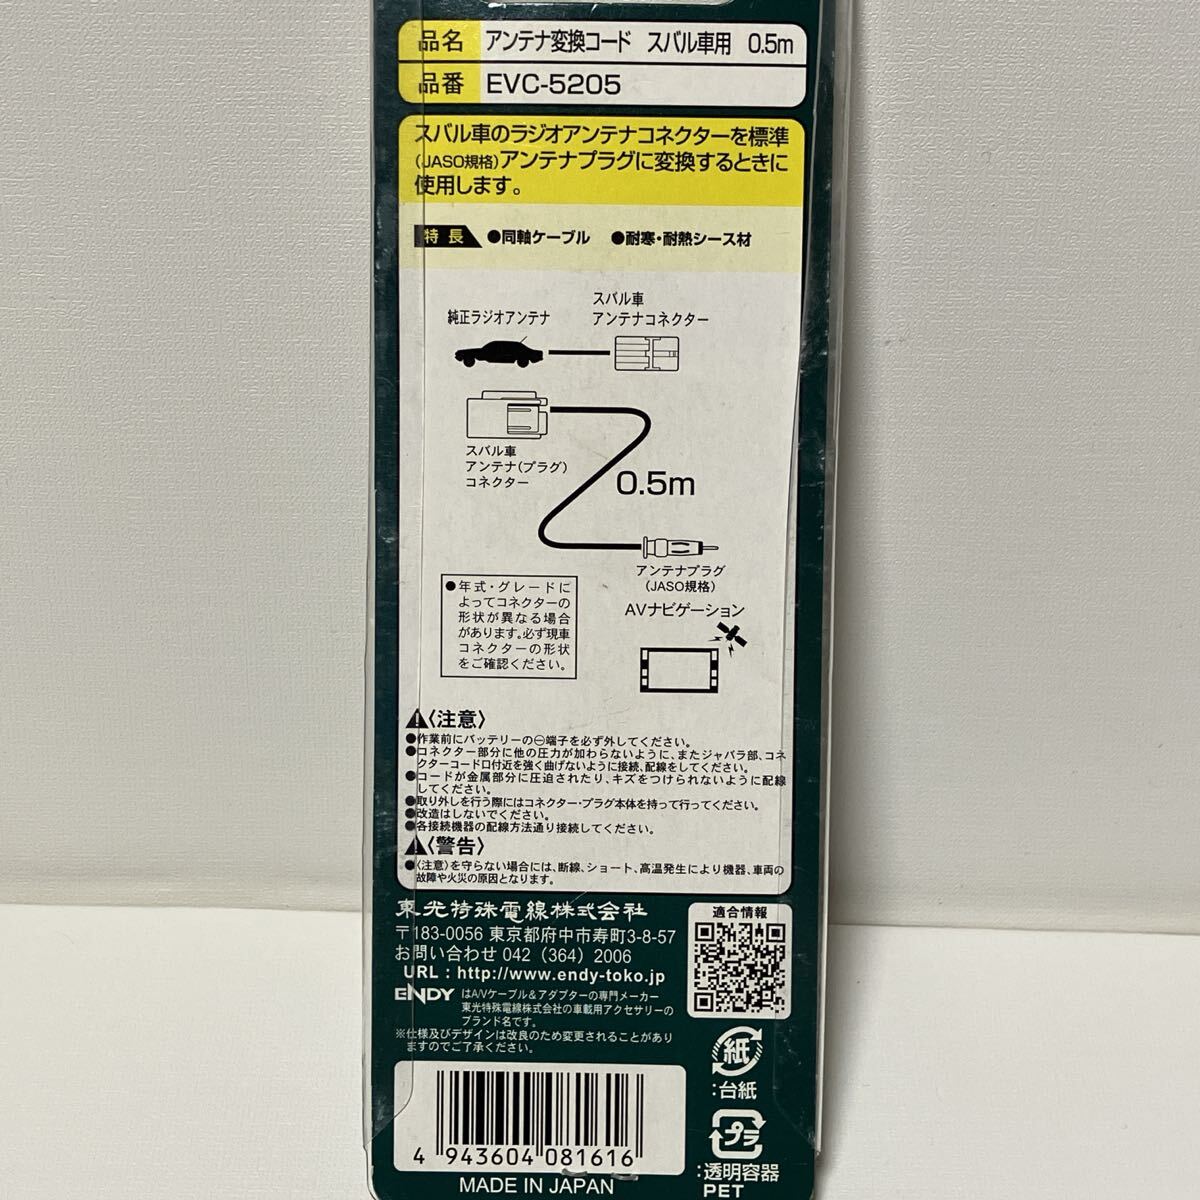 品名 アンテナ変換コード スバル車用 0.5m
品番 EVC-5205
スバル車のラジオアンテナコネクターを標準
(JASO規格)アンテナプラグに変換するときに
使用します。
特長 ●同軸ケーブル ●耐寒・耐熱シース材
純正ラジオアンテナ
スバル車
アンテナコネクター
スバル車
アンテナ(プラグ)
コネクター
0.5m
アンテナプラグ
(JASO規格)
AVナビゲーション
●年式・グレードに
よってコネクターの
形状が異なる場合
があります。必ず現車
コネクターの形状
をご確認ください。
〈注意〉
●作業前にバッテリーの㊀端子を必ず外してください。
●コネクター部分に他の圧力が加わらないように、またジャバラ部、コネ
クターコード口付近を強く曲げないように接続、配線をしてください。
●コードが金属部分に圧迫されたり、キズをつけられないように配線
してください。
●取り外しを行う際にはコネクター・プラグ本体を持って行ってください。
●改造はしないでください。
●各接続機器の配線方法通り接続してください。
〈警告〉
●〈注意〉を守らない場合には、断線、ショート、高温発生により機器、車両の
故障や火災の原因となります。
東光特殊電線株式会社
〒183-0056 東京都府中市寿町3-8-57
お問い合わせ 042（364）2006
URL : http://www.endy-toko.jp
ENDY はA/Vケーブル&アダプターの専門メーカー
東光特殊電線株式会社の車載用アクセサリーの
ブランド名です。
※仕様及びデザインは改良のため変更されることがあり
ますのでご了承ください。
適合情報
紙
:台紙
プラ
:透明容器
PET
4 943604 081616
MADE IN JAPAN